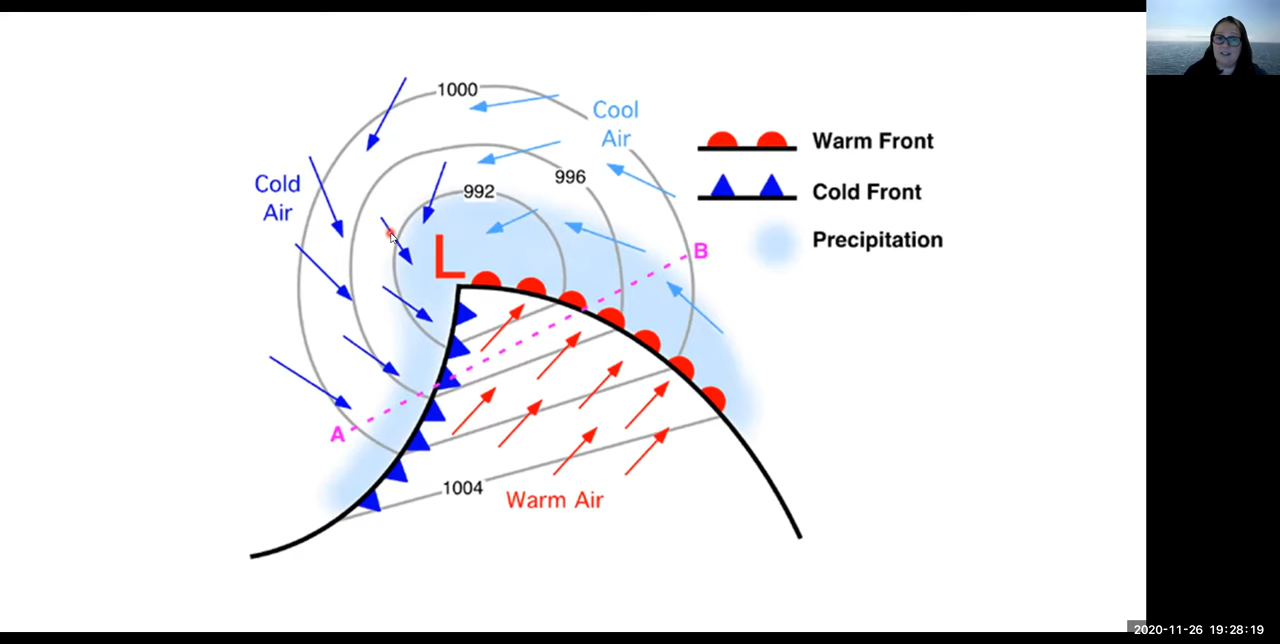 1000
Cool
Air
Warm Front
996
Cold
Air
992
Cold Front
Precipitation
L
B
A
1004
Warm Air
2020-11-26 19:28:19